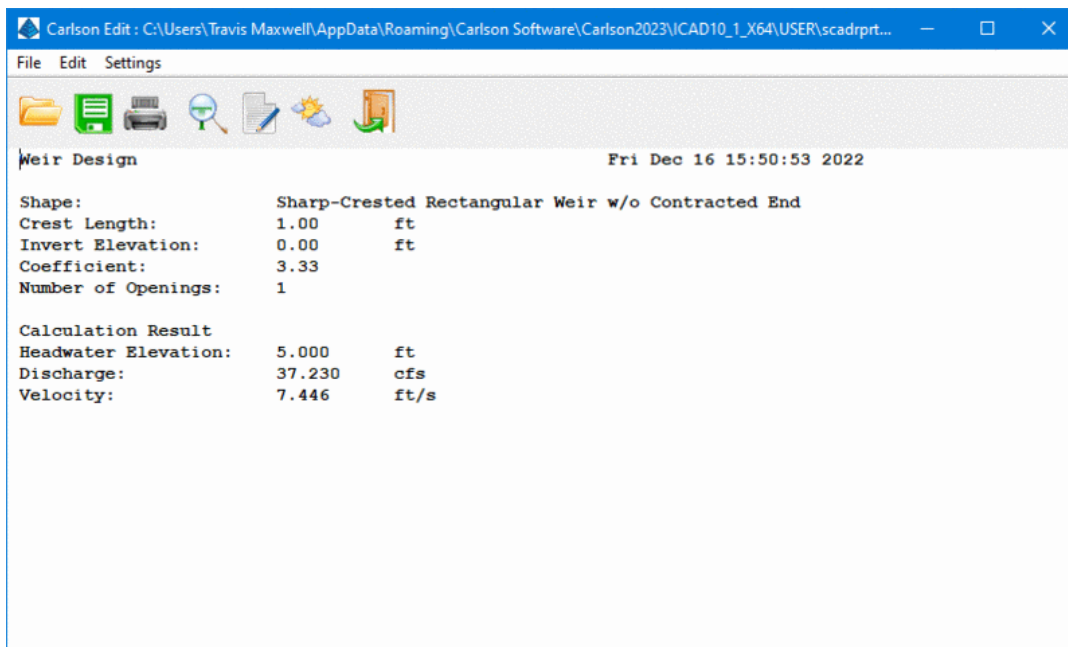 Carlson Edit : C:\Users\Travis Maxwell\AppData\Roaming\Carlson Software\Carlson2023\ICAD10_1_X64\USER\scadrprt...
File Edit Settings
Weir Design Fri Dec 16 15:50:53 2022
Shape: Sharp-Crested Rectangular Weir w/o Contracted End
Crest Length: 1.00 ft
Invert Elevation: 0.00 ft
Coefficient: 3.33
Number of Openings: 1
Calculation Result
Headwater Elevation: 5.000 ft
Discharge: 37.230 cfs
Velocity: 7.446 ft/s